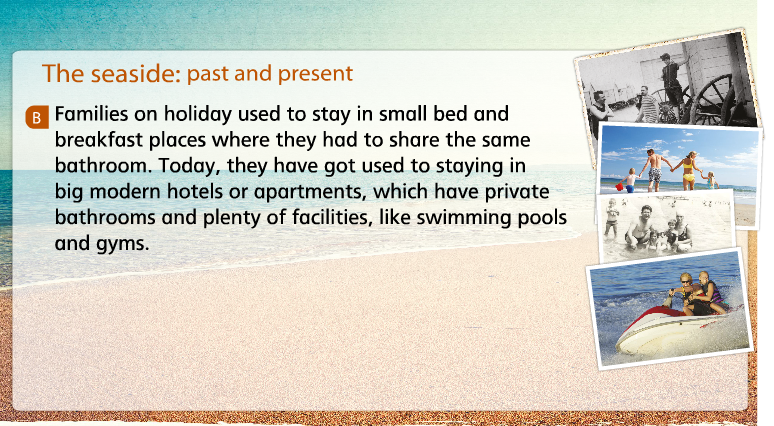 The seaside: past and present
B Families on holiday used to stay in small bed and
breakfast places where they had to share the same
bathroom. Today, they have got used to staying in
big modern hotels or apartments, which have private
bathrooms and plenty of facilities, like swimming pools
and gyms.